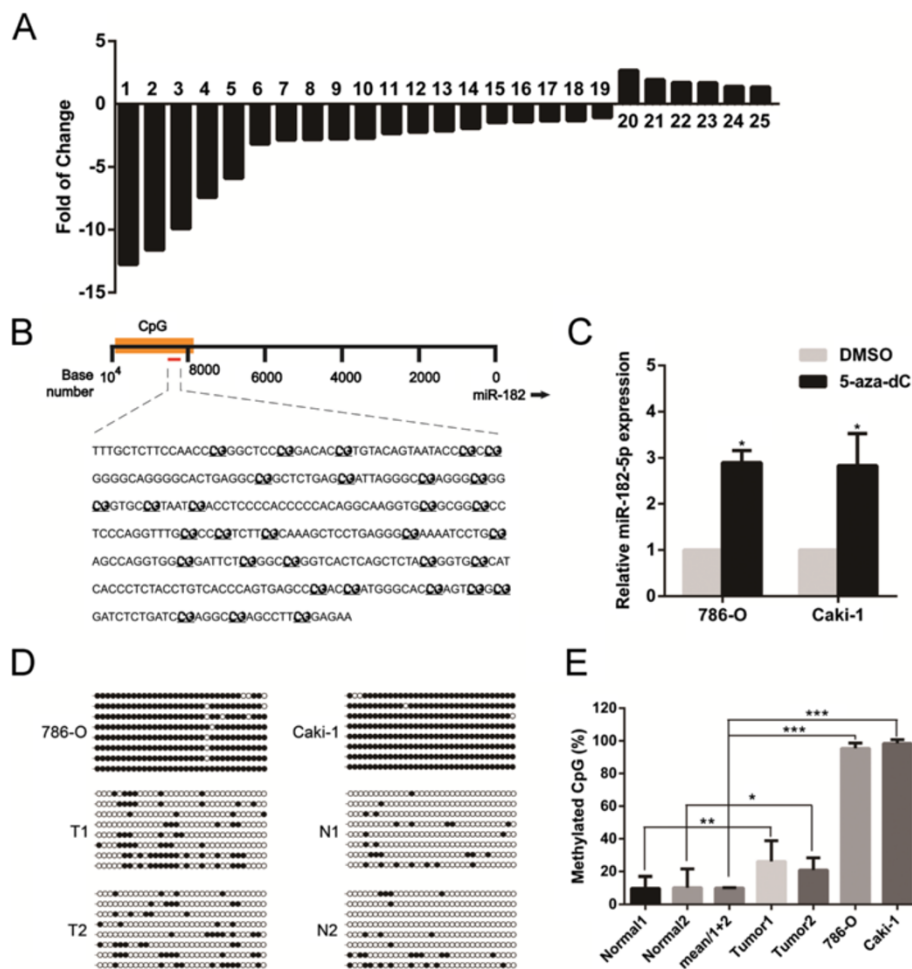 A
5
0
-5
-10
-15
Fold of Change
1 2 3 4 5 6 7 8 9 10 11 12 13 14 15 16 17 18 19
20 21 22 23 24 25
B
CpG
Base number
10⁴ 8000 6000 4000 2000 0
miR-182
TTTGCTCTTCCAACCCGGGCTCCCGGACACCGTGTACAGTAATACCCGCCG
GGGGCAGGGGCACTGAGGCCGGCTCTGAGCGATTAGGGCCGAGGGCGGG
CGGTGCCGTAATCGACCTCCCCACCCCCACAGGCAAGGTGCGGCGGCGCC
TCCCAGGTTTGCGCCCGTCTTCGCAAAGCTCCTGAGGGCGAAAATCCTGCG
AGCCAGGTGGCGGATTCTCGGGCCGGGTCACTCAGCTCTACGGGTGCGCAT
CACCCTCTACCTGTCACCCAGTGAGCCCGACCGATGGGCACCGAGTCGGCG
GATCTCTGATCCGAGGCCGAGCCTTCGGAGAA
C
DMSO
5-aza-dC
Relative miR-182-5p expression
5
4
3
2
1
0
* *
786-O Caki-1
D
786-O Caki-1
T1 N1
T2 N2
E
Methylated CpG (%)
120
100
80
60
40
20
0
***
***
*
**
Normal1 Normal2 mean/1+2 Tumor1 Tumor2 786-O Caki-1